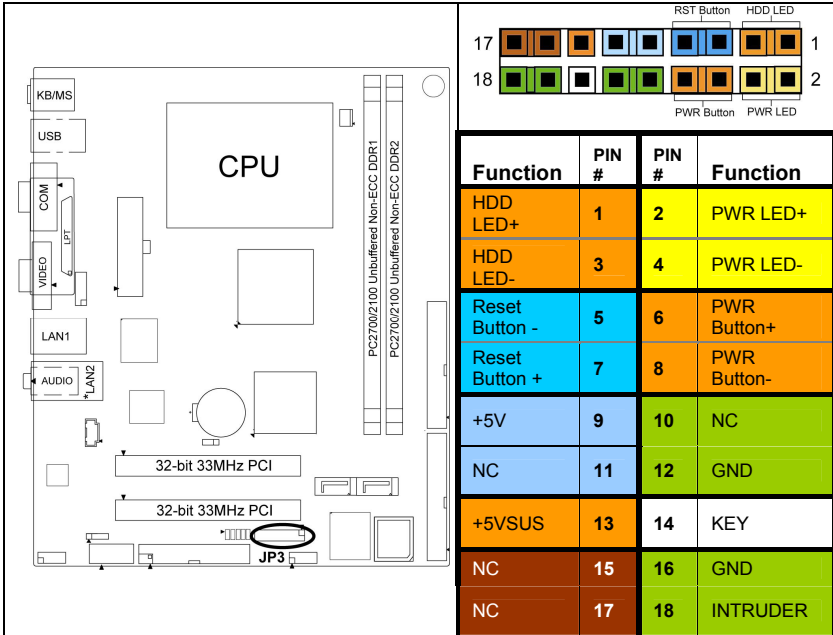 KB/MS
USB
COM
LPT
VIDEO
LAN1
AUDIO
*LAN2
CPU
PC2700/2100 Unbuffered Non-ECC DDR1
PC2700/2100 Unbuffered Non-ECC DDR2
32-bit 33MHz PCI
32-bit 33MHz PCI
JP3
RST Button HDD LED
17 1
18 2
PWR Button PWR LED
Function PIN # PIN # Function
HDD LED+ 1 2 PWR LED+
HDD LED- 3 4 PWR LED-
Reset Button - 5 6 PWR Button+
Reset Button + 7 8 PWR Button-
+5V 9 10 NC
NC 11 12 GND
+5VSUS 13 14 KEY
NC 15 16 GND
NC 17 18 INTRUDER